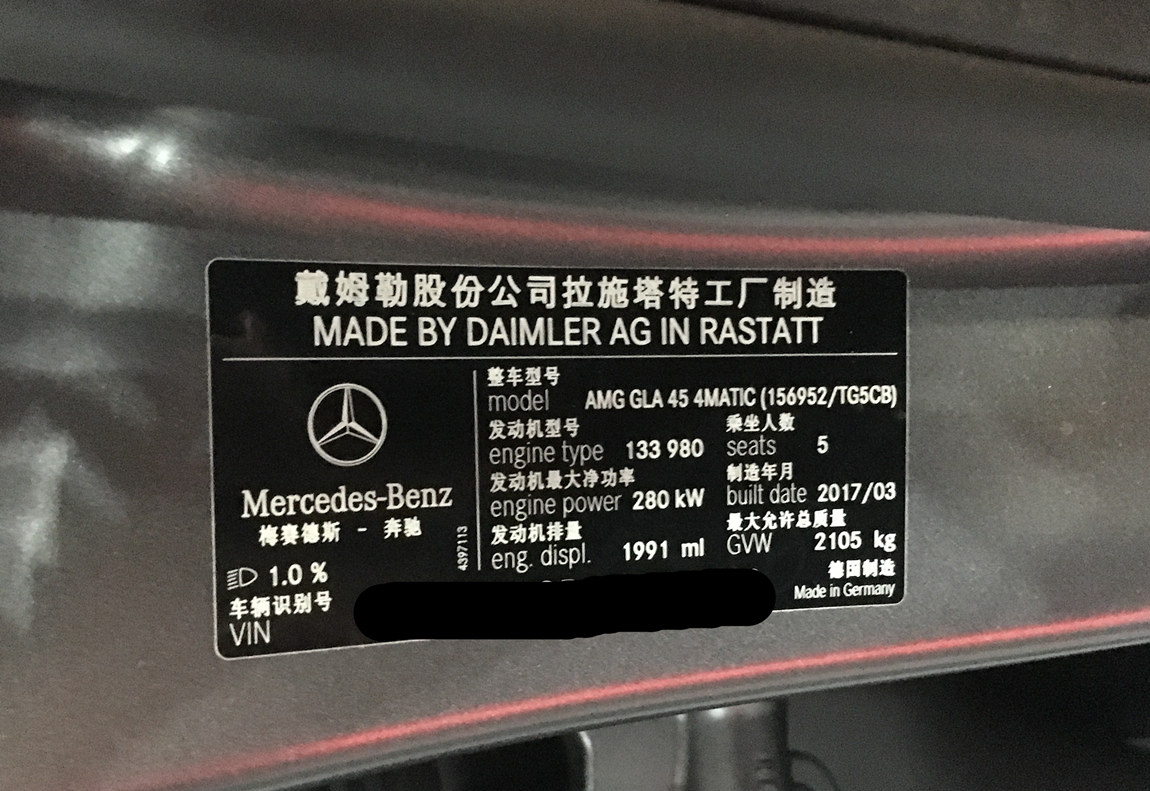 戴姆勒股份公司拉施塔特工厂制造
MADE BY DAIMLER AG IN RASTATT
Mercedes-Benz
梅赛德斯 - 奔驰
4397113
1.0 %
车辆识别号
VIN
整车型号
model AMG GLA 45 4MATIC (156952/TG5CB)
发动机型号
engine type 133 980
发动机最大净功率
engine power 280 kW
发动机排量
eng. displ. 1991 ml
乘坐人数
seats 5
制造年月
built date 2017/03
最大允许总质量
GVW 2105 kg
德国制造
Made in Germany